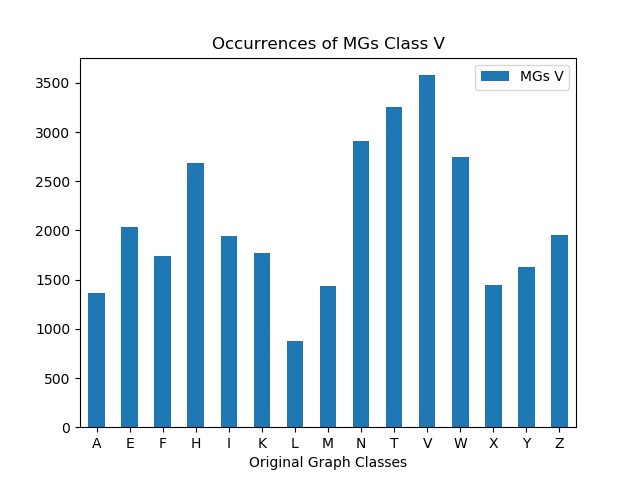 Occurrences of MGs Class V
MGs V
3500
3000
2500
2000
1500
1000
500
0
A E F H I K L M N T V W X Y Z
Original Graph Classes